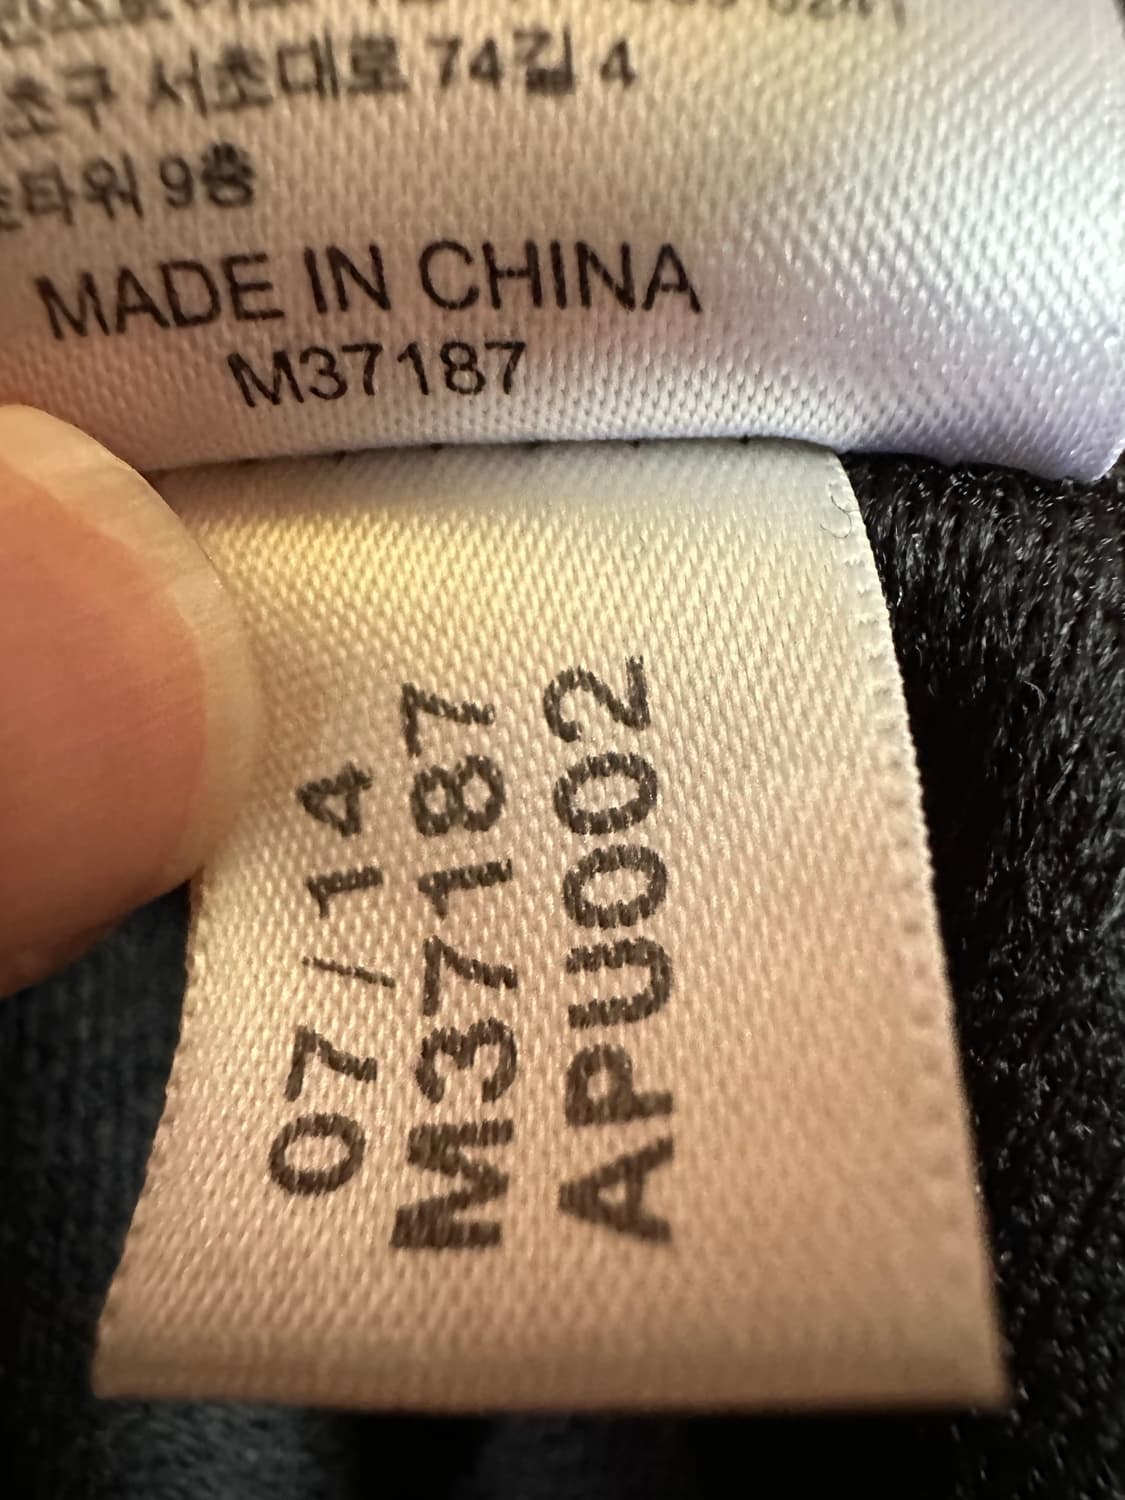 초구 서초대로 74길 4
타워 9층
MADE IN CHINA
M37187
07/14
M37187
APU002